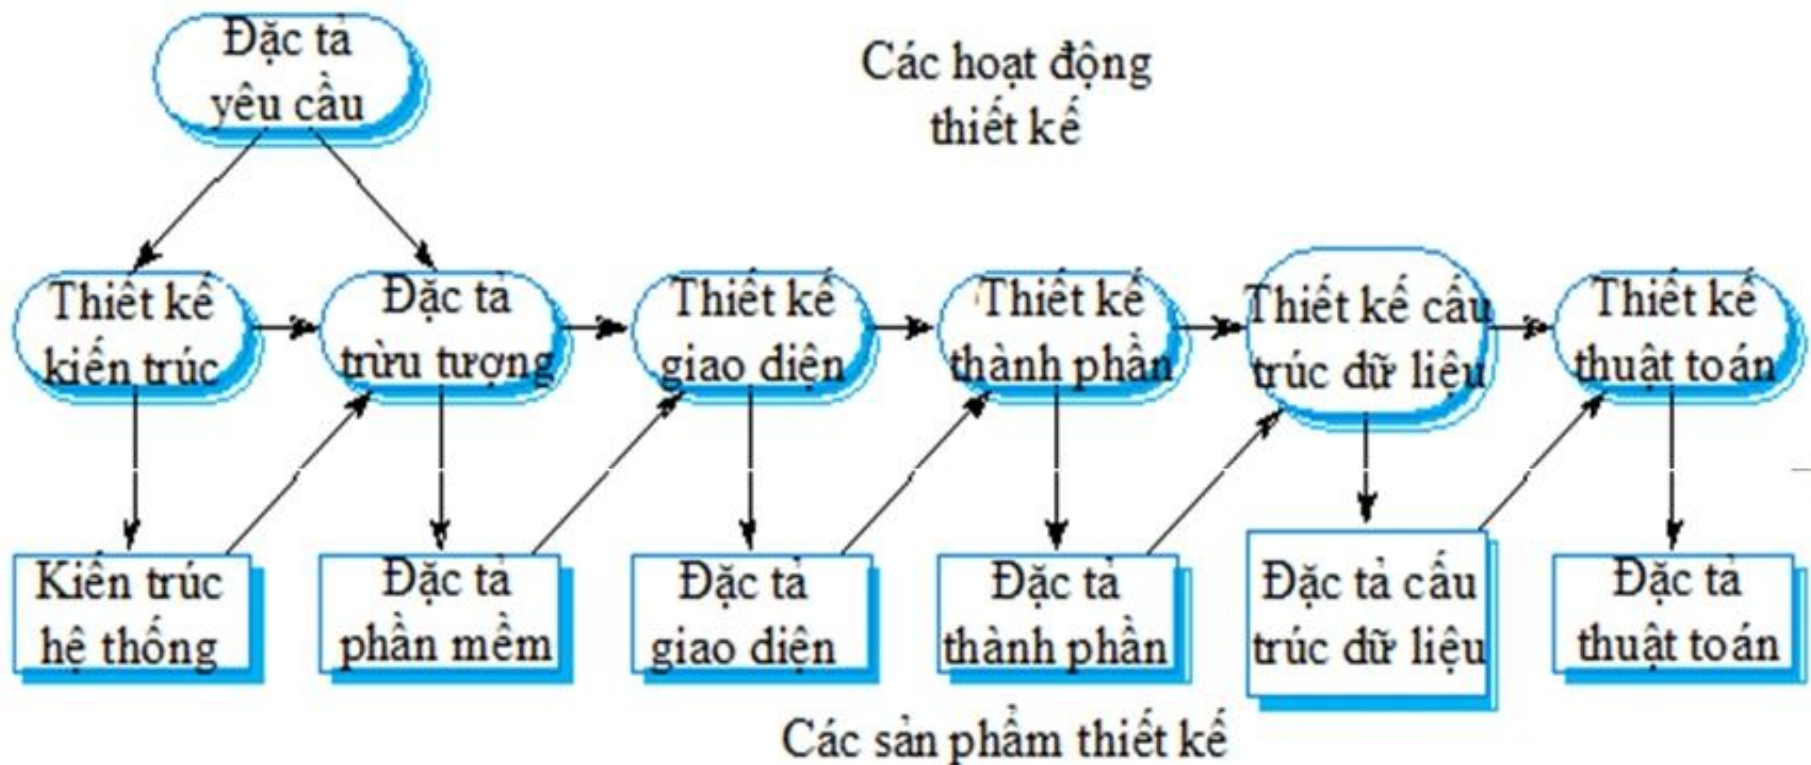 Đặc tả
yêu cầu
Các hoạt động
thiết kế
Thiết kế
kiến trúc
Đặc tả
trừu tượng
Thiết kế
giao diện
Thiết kế
thành phần
Thiết kế cấu
trúc dữ liệu
Thiết kế
thuật toán
Kiến trúc
hệ thống
Đặc tả
phần mềm
Đặc tả
giao diện
Đặc tả
thành phần
Đặc tả cấu
trúc dữ liệu
Đặc tả
thuật toán
Các sản phẩm thiết kế